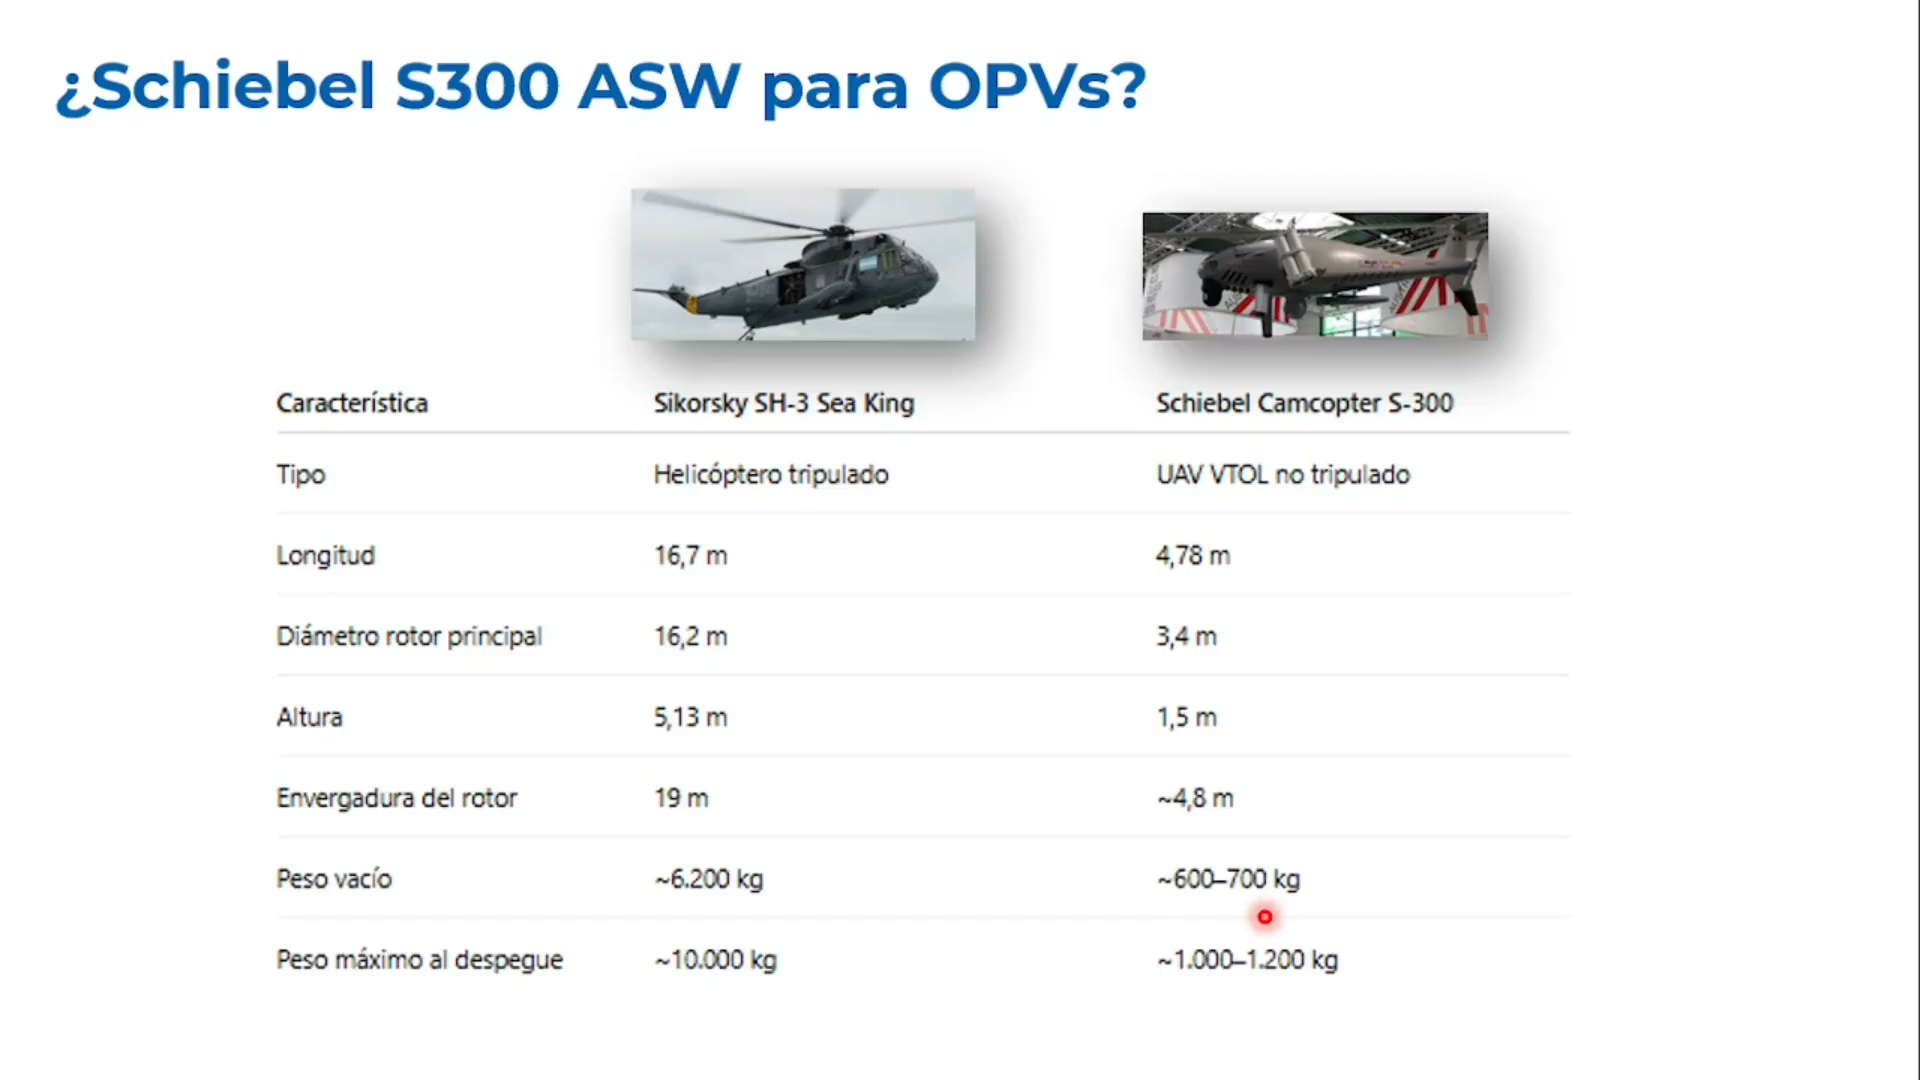 ¿Schiebel S300 ASW para OPVs?
Característica Sikorsky SH-3 Sea King Schiebel Camcopter S-300
Tipo Helicóptero tripulado UAV VTOL no tripulado
Longitud 16,7 m 4,78 m
Diámetro rotor principal 16,2 m 3,4 m
Altura 5,13 m 1,5 m
Envergadura del rotor 19 m ~4,8 m
Peso vacío ~6.200 kg ~600–700 kg
Peso máximo al despegue ~10.000 kg ~1.000–1.200 kg